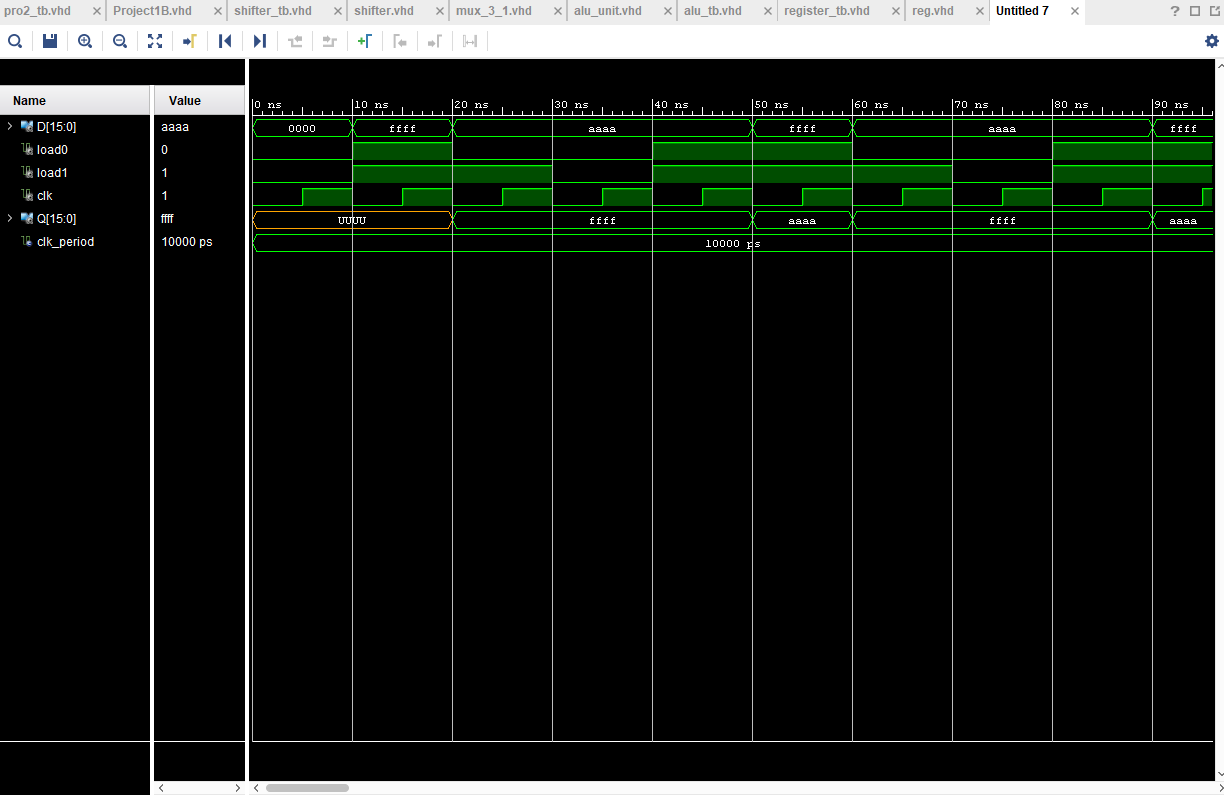 pro2_tb.vhd Project1B.vhd shifter_tb.vhd shifter.vhd mux_3_1.vhd alu_unit.vhd alu_tb.vhd register_tb.vhd reg.vhd Untitled 7
Name Value
0 ns 10 ns 20 ns 30 ns 40 ns 50 ns 60 ns 70 ns 80 ns 90 ns
D[15:0] aaaa 0000 ffff aaaa ffff aaaa ffff
load0 0
load1 1
clk 1
Q[15:0] ffff UUUU ffff aaaa ffff aaaa
clk_period 10000 ps 10000 ps